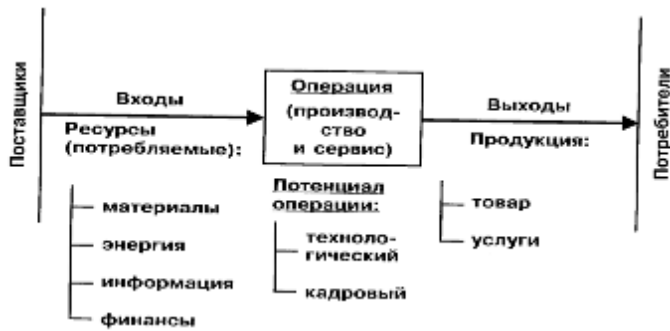 Поставщики
Входы
Ресурсы
(потребляемые):
материалы
энергия
информация
финансы
Операция
(производ-
ство
и сервис)
Потенциал
операции:
техноло-
гический
кадровый
Выходы
Продукция:
товар
услуги
Потребители